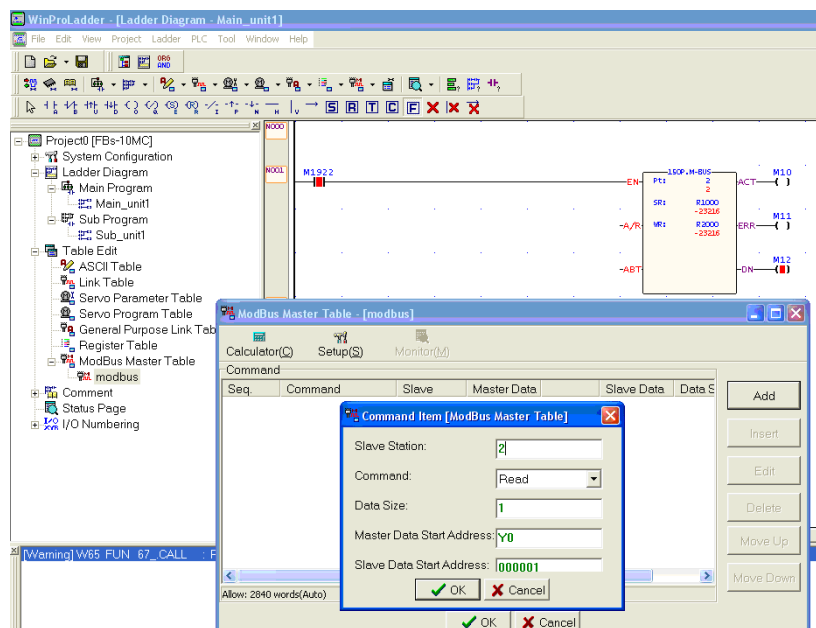 WinProLadder - [Ladder Diagram - Main_unit1]
File Edit View Project Ladder PLC Tool Window Help
ORG
AND
S R T C F
Project0 [FBs-10MC]
System Configuration
Ladder Diagram
Main Program
Main_unit1
Sub Program
Sub_unit1
Table Edit
ASCII Table
Link Table
Servo Parameter Table
Servo Program Table
General Purpose Link Tab
Register Table
ModBus Master Table
modbus
Comment
Status Page
I/O Numbering
N000
N001
M1922
EN
150P.M-BUS
Pt: 2
2
SR: R1000
-23216
WR: R2000
-23216
A/R
ABT
ACT
M10
ERR
M11
DN
M12
ModBus Master Table - [modbus]
Calculator(C) Setup(S) Monitor(M)
Command
Seq. Command Slave Master Data Slave Data Data S
Add
Insert
Edit
Delete
Move Up
Move Down
Command Item [ModBus Master Table]
Slave Station: 2
Command: Read
Data Size: 1
Master Data Start Address: Y0
Slave Data Start Address: 000001
OK Cancel
Allow: 2840 words(Auto)
OK Cancel
[Warning] W65 FUN 67_.CALL : F